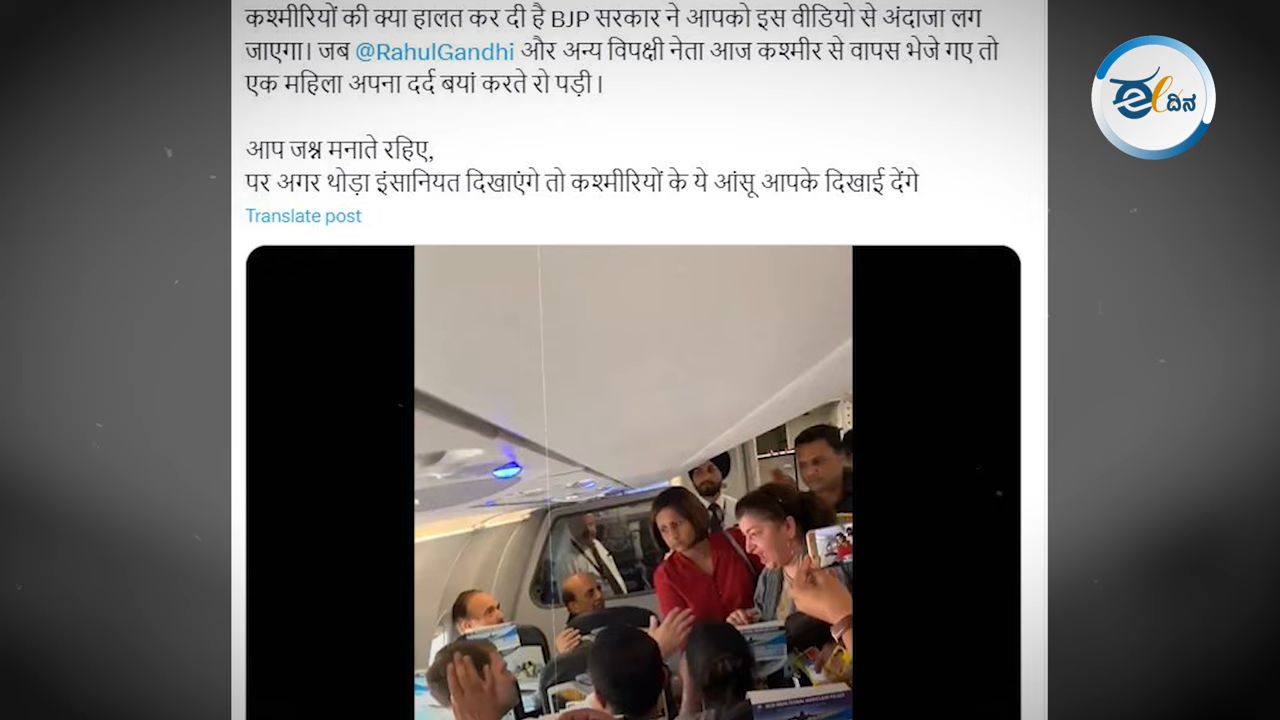 कश्मीरियों की क्या हालत कर दी है BJP सरकार ने आपको इस वीडियो से अंदाजा लग
जाएगा। जब @RahulGandhi और अन्य विपक्षी नेता आज कश्मीर से वापस भेजे गए तो
एक महिला अपना दर्द बयां करते रो पड़ी।
आप जश्न मनाते रहिए,
पर अगर थोड़ा इंसानियत दिखाएंगे तो कश्मीरियों के ये आंसू आपके दिखाई देंगे
Translate post
ಈ ದಿನ